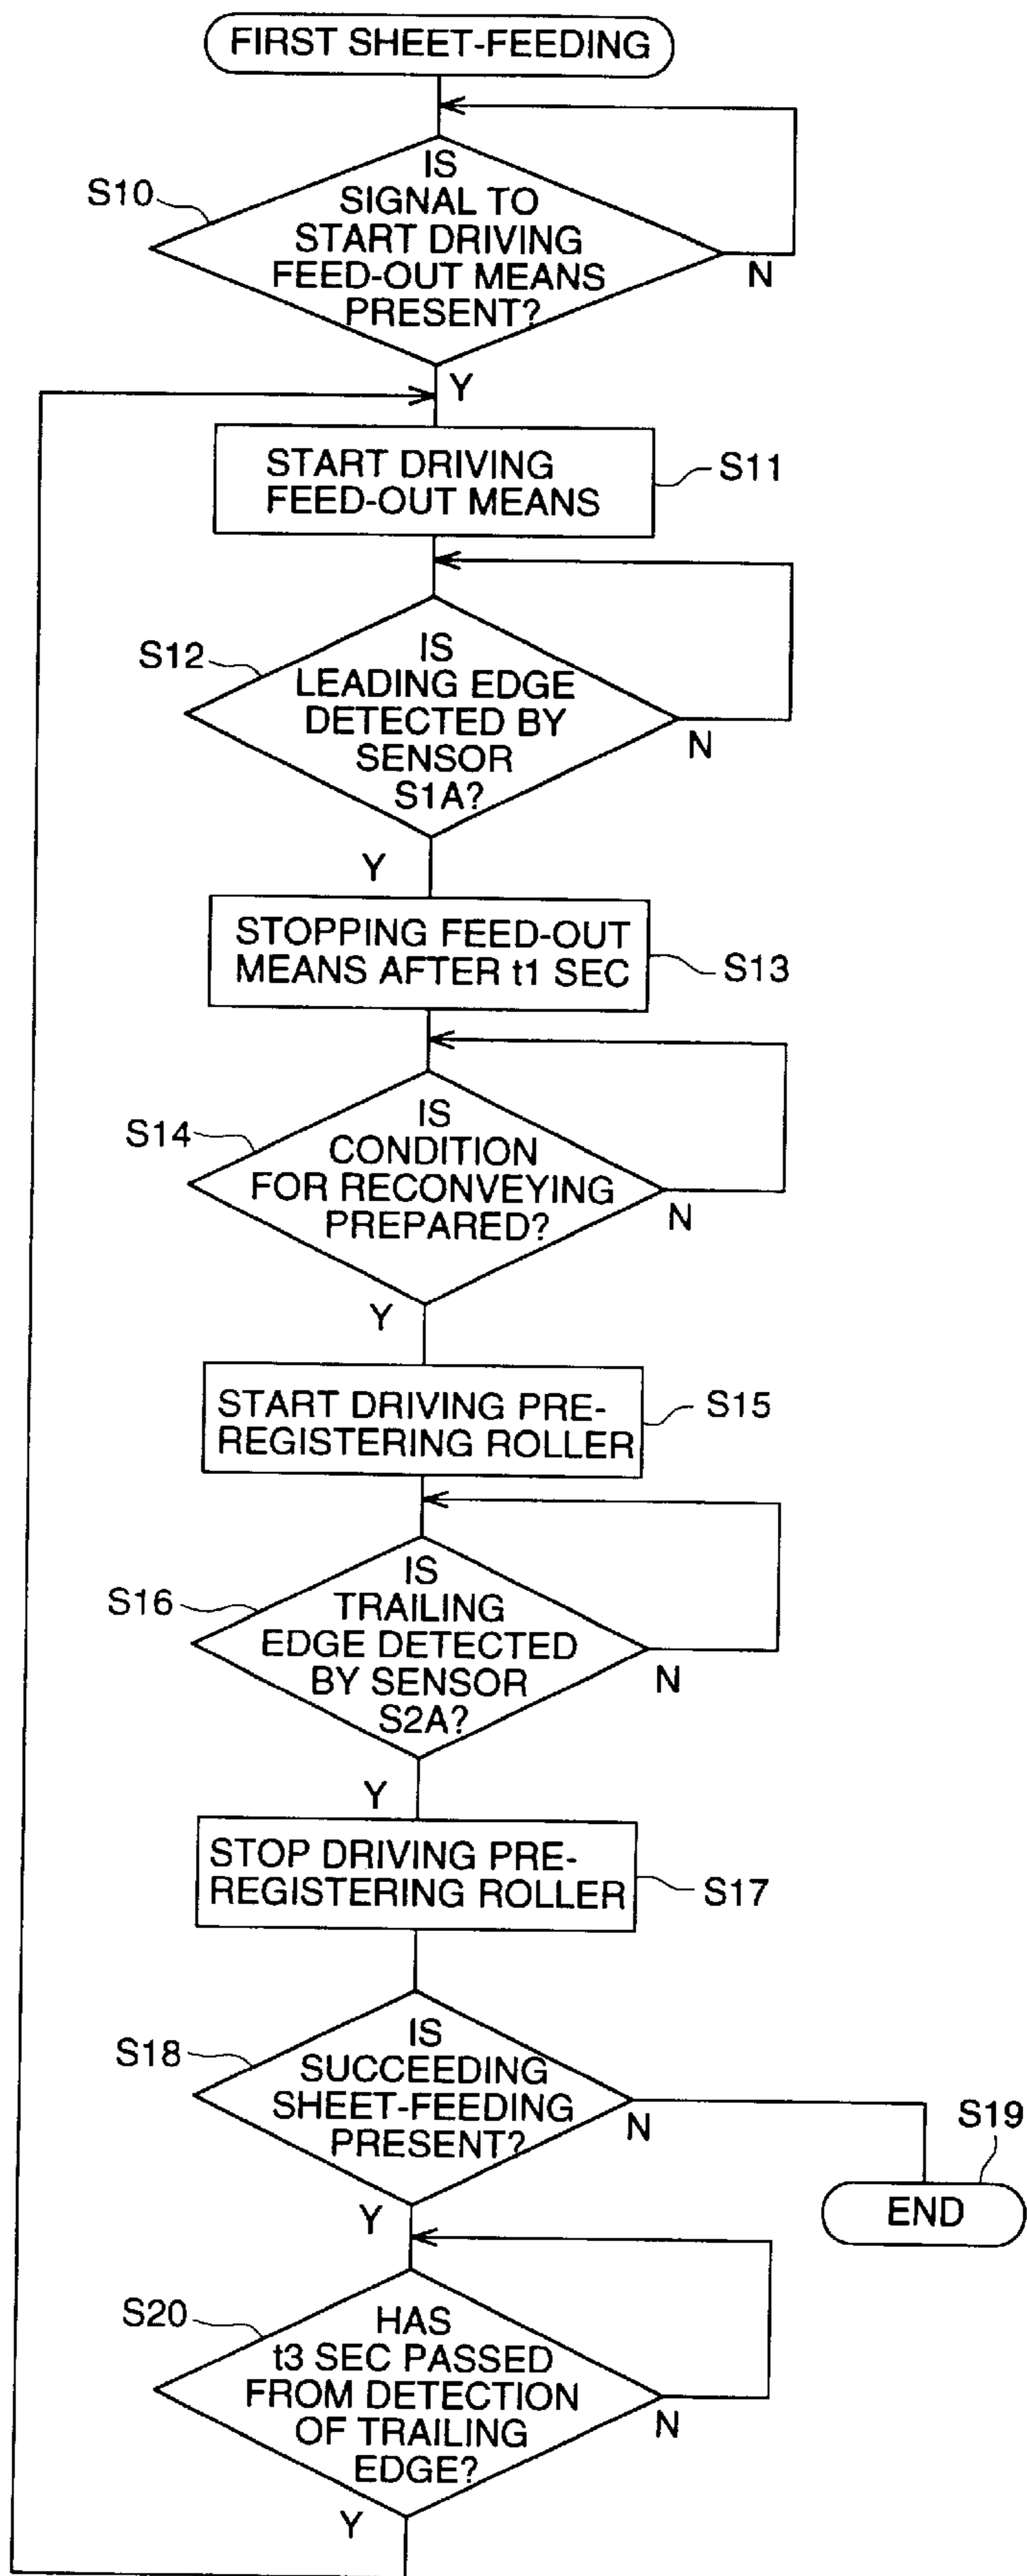 FIRST SHEET-FEEDING
S10
IS
SIGNAL TO
START DRIVING
FEED-OUT MEANS
PRESENT?
N
Y
START DRIVING
FEED-OUT MEANS
S11
S12
IS
LEADING EDGE
DETECTED BY
SENSOR
S1A?
N
Y
STOPPING FEED-OUT
MEANS AFTER t1 SEC
S13
S14
IS
CONDITION
FOR RECONVEYING
PREPARED?
N
Y
START DRIVING PRE-
REGISTERING ROLLER
S15
S16
IS
TRAILING
EDGE DETECTED
BY SENSOR
S2A?
N
Y
STOP DRIVING PRE-
REGISTERING ROLLER
S17
S18
IS
SUCCEEDING
SHEET-FEEDING
PRESENT?
N
S19
END
Y
S20
HAS
t3 SEC PASSED
FROM DETECTION
OF TRAILING
EDGE?
N
Y